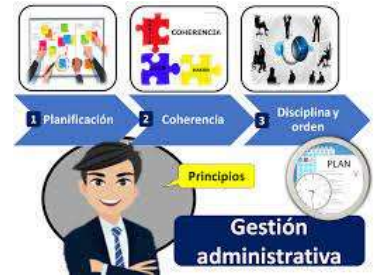 COHERENCIA
1 Planificación
2 Coherencia
3 Disciplina y
orden
PLAN
Principios
Gestión
administrativa